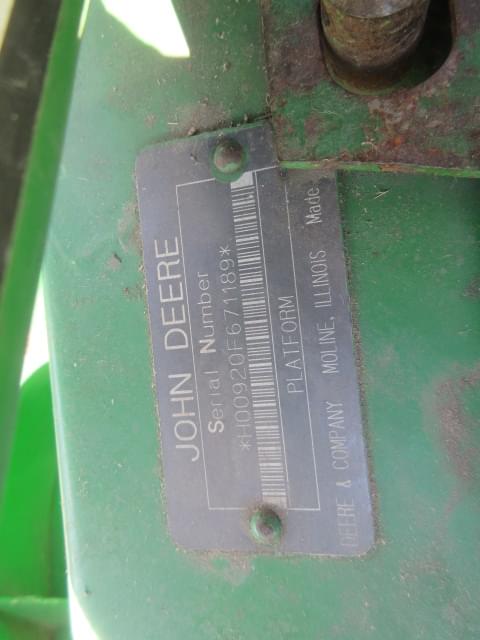 JOHN DEERE
Serial Number
*H00920F671189*
PLATFORM
DEERE & COMPANY MOLINE, ILLINOIS Made